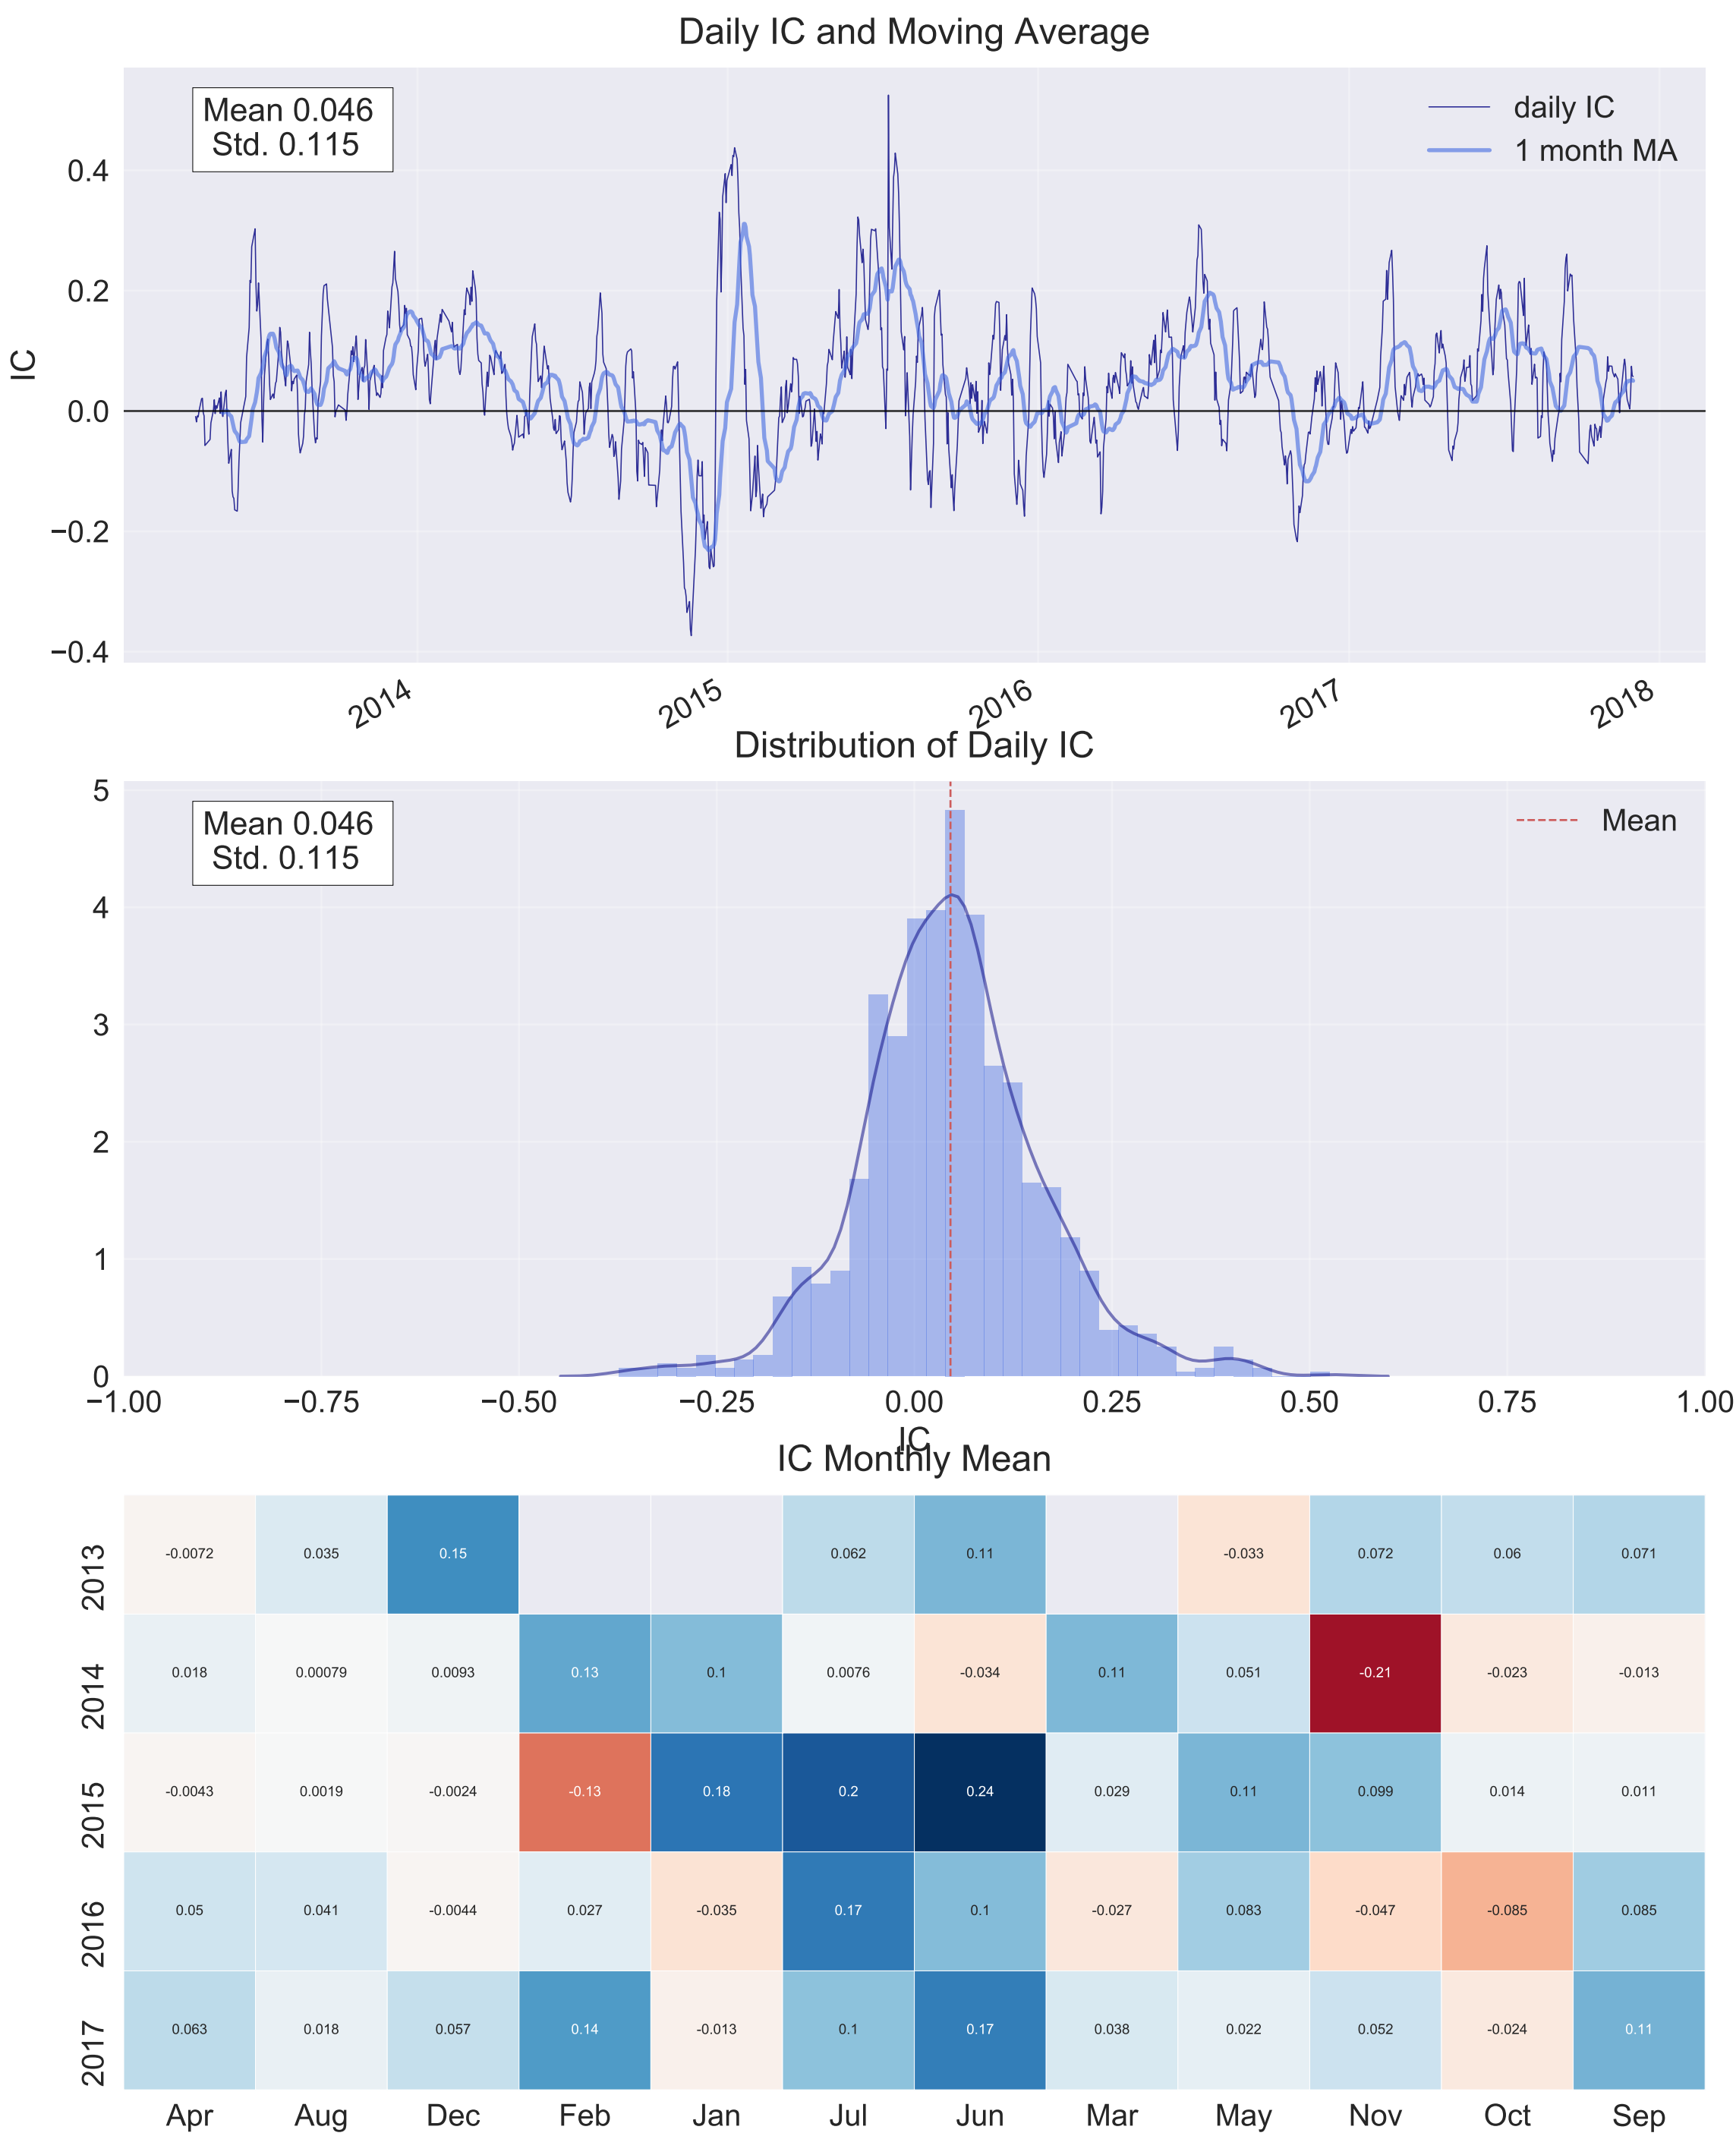 Daily IC and Moving Average
Mean 0.046
Std. 0.115
daily IC
1 month MA
IC
0.4
0.2
0.0
−0.2
−0.4
2014 2015 2016 2017 2018
Distribution of Daily IC
Mean 0.046
Std. 0.115
Mean
5
4
3
2
1
0
−1.00 −0.75 −0.50 −0.25 0.00 0.25 0.50 0.75 1.00
IC
IC Monthly Mean
2013 -0.0072 0.035 0.15 0.062 0.11 -0.033 0.072 0.06 0.071
2014 0.018 0.00079 0.0093 0.13 0.1 0.0076 -0.034 0.11 0.051 -0.21 -0.023 -0.013
2015 -0.0043 0.0019 -0.0024 -0.13 0.18 0.2 0.24 0.029 0.11 0.099 0.014 0.011
2016 0.05 0.041 -0.0044 0.027 -0.035 0.17 0.1 -0.027 0.083 -0.047 -0.085 0.085
2017 0.063 0.018 0.057 0.14 -0.013 0.1 0.17 0.038 0.022 0.052 -0.024 0.11
Apr Aug Dec Feb Jan Jul Jun Mar May Nov Oct Sep